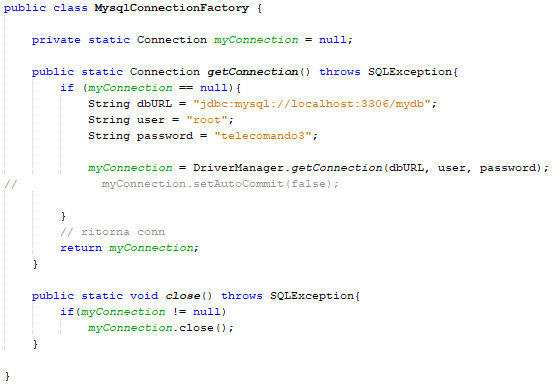 public class MysqlConnectionFactory {
private static Connection myConnection = null;
public static Connection getConnection() throws SQLException{
if (myConnection == null){
String dbURL = "jdbc:mysql://localhost:3306/mydb";
String user = "root";
String password = "telecomando3";
myConnection = DriverManager.getConnection(dbURL, user, password);
// myConnection.setAutoCommit(false);
}
// ritorna conn
return myConnection;
}
public static void close() throws SQLException{
if(myConnection != null)
myConnection.close();
}
}